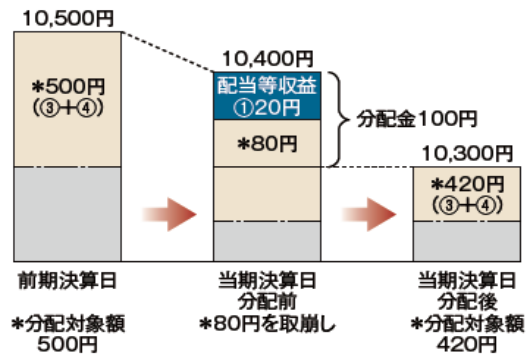 10,500円
*500円
(③+④)
10,400円
配当等収益
①20円
*80円
分配金100円
10,300円
*420円
(③+④)
前期決算日
*分配対象額
500円
当期決算日
分配前
*80円を取崩し
当期決算日
分配後
*分配対象額
420円